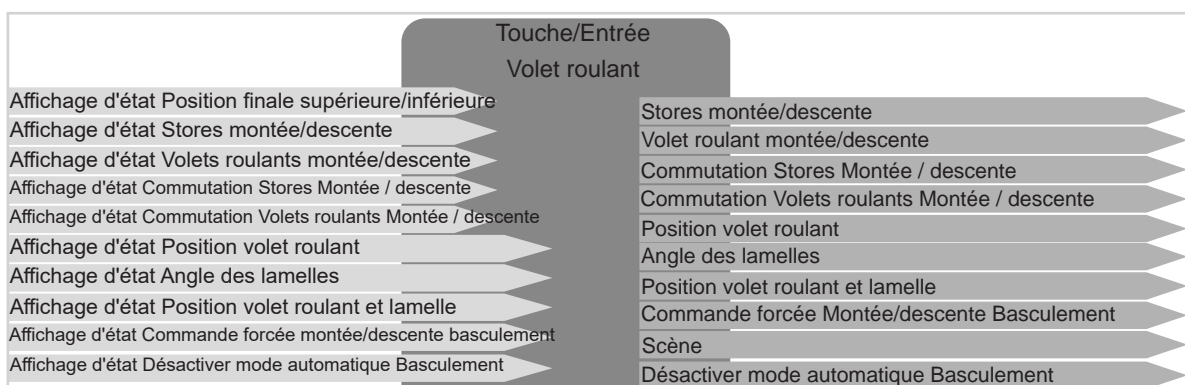 Touche/Entrée
Volet roulant
Affichage d'état Position finale supérieure/inférieure
Affichage d'état Stores montée/descente
Affichage d'état Volets roulants montée/descente
Affichage d'état Commutation Stores Montée / descente
Affichage d'état Commutation Volets roulants Montée / descente
Affichage d'état Position volet roulant
Affichage d'état Angle des lamelles
Affichage d'état Position volet roulant et lamelle
Affichage d'état Commande forcée montée/descente basculement
Affichage d'état Désactiver mode automatique Basculement
Stores montée/descente
Volet roulant montée/descente
Commutation Stores Montée / descente
Commutation Volets roulants Montée / descente
Position volet roulant
Angle des lamelles
Position volet roulant et lamelle
Commande forcée Montée/descente Basculement
Scène
Désactiver mode automatique Basculement